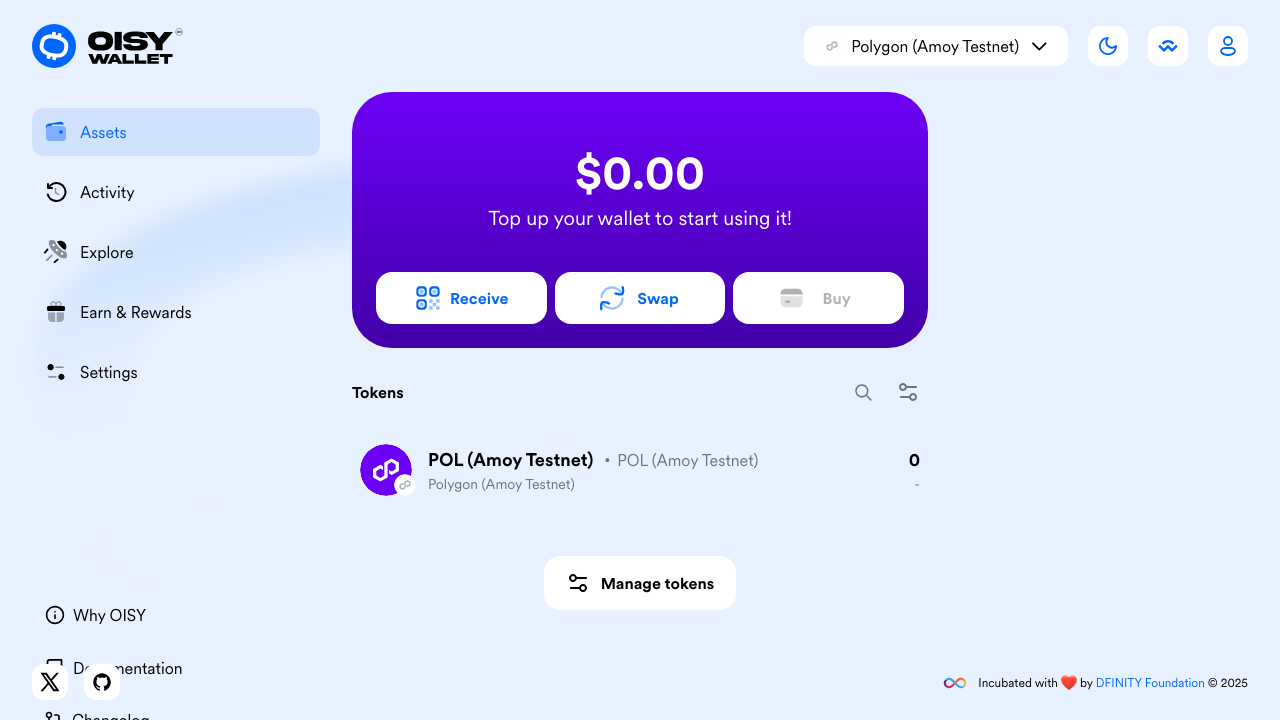 OISY
WALLET
Polygon (Amoy Testnet)
Assets
Activity
Explore
Earn & Rewards
Settings
$0.00
Top up your wallet to start using it!
Receive
Swap
Buy
Tokens
POL (Amoy Testnet) • POL (Amoy Testnet)
0
Polygon (Amoy Testnet)
-
Manage tokens
Why OISY
Documentation
Changelog
Incubated with ❤️ by DFINITY Foundation © 2025